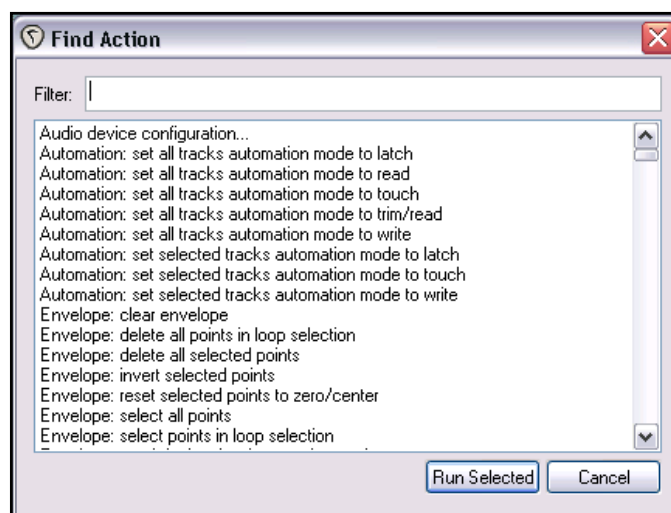 Find Action
Filter:
Audio device configuration...
Automation: set all tracks automation mode to latch
Automation: set all tracks automation mode to read
Automation: set all tracks automation mode to touch
Automation: set all tracks automation mode to trim/read
Automation: set all tracks automation mode to write
Automation: set selected tracks automation mode to latch
Automation: set selected tracks automation mode to touch
Automation: set selected tracks automation mode to write
Envelope: clear envelope
Envelope: delete all points in loop selection
Envelope: delete all selected points
Envelope: invert selected points
Envelope: reset selected points to zero/center
Envelope: select all points
Envelope: select points in loop selection
Run Selected Cancel